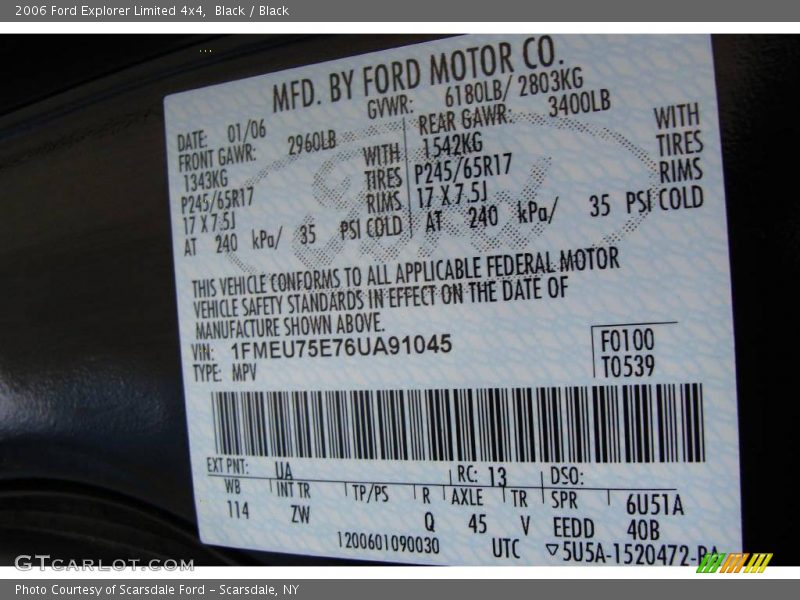 2006 Ford Explorer Limited 4x4, Black / Black
MFD. BY FORD MOTOR CO.
DATE: 01/06 GVWR: 6180LB/ 2803KG
FRONT GAWR: 2960LB REAR GAWR: 3400LB
1343KG WITH 1542KG WITH
P245/65R17 TIRES P245/65R17 TIRES
17 X 7.5J RIMS 17 X 7.5J RIMS
AT 240 kPa/ 35 PSI COLD AT 240 kPa/ 35 PSI COLD
THIS VEHICLE CONFORMS TO ALL APPLICABLE FEDERAL MOTOR
VEHICLE SAFETY STANDARDS IN EFFECT ON THE DATE OF
MANUFACTURE SHOWN ABOVE.
VIN: 1FMEU75E76UA91045 F0100
TYPE: MPV T0539
EXT PNT: UA RC: 13 DSO:
WB INT TR TP/PS R AXLE TR SPR 6U51A
114 ZW Q 45 V EEDD 40B
1200601090030 UTC ▽5U5A-1520472-BA
GTCARLOT.COM
Photo Courtesy of Scarsdale Ford - Scarsdale, NY